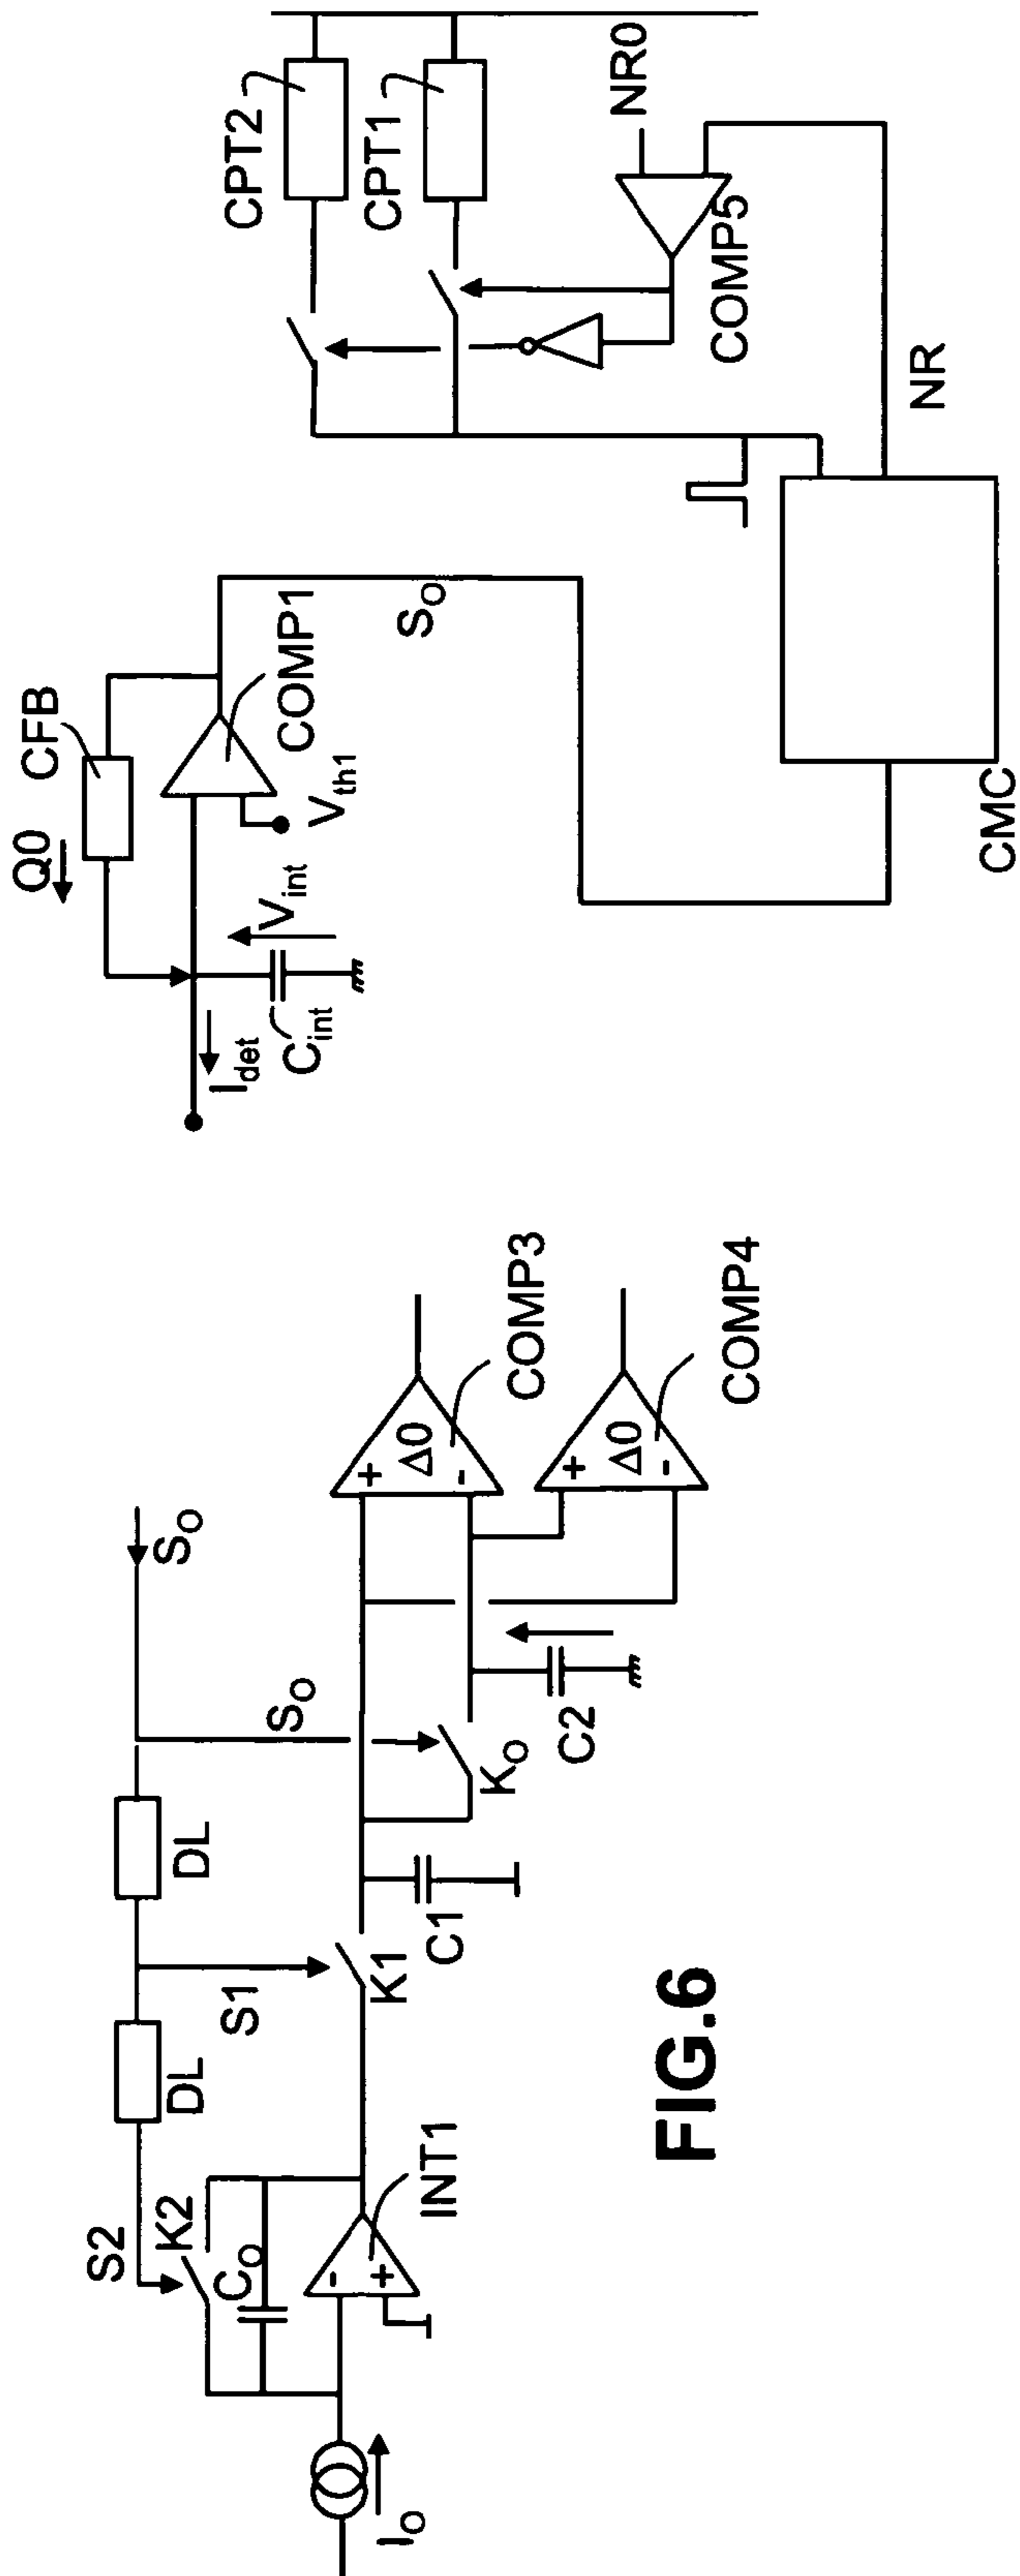 CPT2
CPT1
NR0
COMP5
NR
CFB
Q0
COMP1
Vth1
Vint
Cint
Idet
SO
CMC
SO
SO
DL
DL
S1
S2
K2
CO
INT1
-
+
IO
K1
C1
KO
C2
+
Δ0
-
COMP3
+
Δ0
-
COMP4
FIG.6